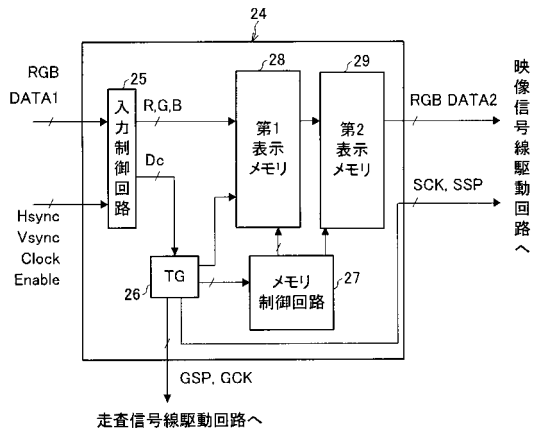 24
RGB
DATA1
25
入力制御回路
R,G,B
Dc
28
第1
表示
メモリ
29
第2
表示
メモリ
RGB DATA2
映像信号線駆動回路へ
SCK, SSP
Hsync
Vsync
Clock
Enable
TG
26
メモリ
制御回路
27
GSP, GCK
走査信号線駆動回路へ